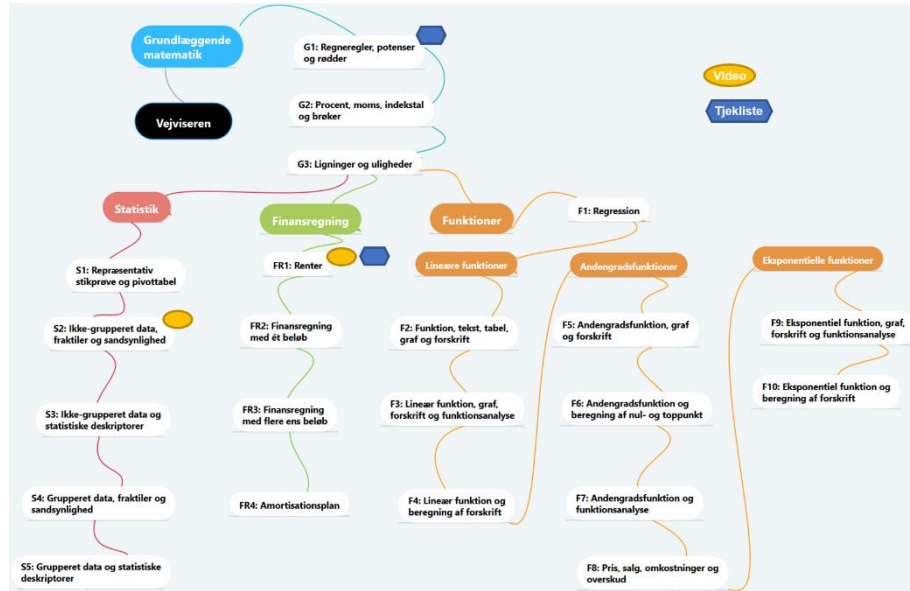 Grundlæggende
matematik
Vejviseren
G1: Regneregler, potenser
og rødder
G2: Procent, moms, indekstal
og brøker
G3: Ligninger og uligheder
Video
Tjekliste
Statistik
S1: Repræsentativ
stikprøve og pivottabel
S2: Ikke-grupperet data,
fraktiler og sandsynlighed
S3: Ikke-grupperet data og
statistiske deskriptorer
S4: Grupperet data, fraktiler og
sandsynlighed
S5: Grupperet data og statistiske
deskriptorer
Finansregning
FR1: Renter
FR2: Finansregning
med ét beløb
FR3: Finansregning
med flere ens beløb
FR4: Amortisationsplan
Funktioner
F1: Regression
Lineære funktioner
F2: Funktion, tekst, tabel,
graf og forskrift
F3: Lineær funktion, graf,
forskrift og funktionsanalyse
F4: Lineær funktion og
beregning af forskrift
Andengradsfunktioner
F5: Andengradsfunktion, graf
og forskrift
F6: Andengradsfunktion og
beregning af nul- og toppunkt
F7: Andengradsfunktion og
funktionsanalyse
F8: Pris, salg, omkostninger og
overskud
Eksponentielle funktioner
F9: Eksponentiel funktion, graf,
forskrift og funktionsanalyse
F10: Eksponentiel funktion og
beregning af forskrift